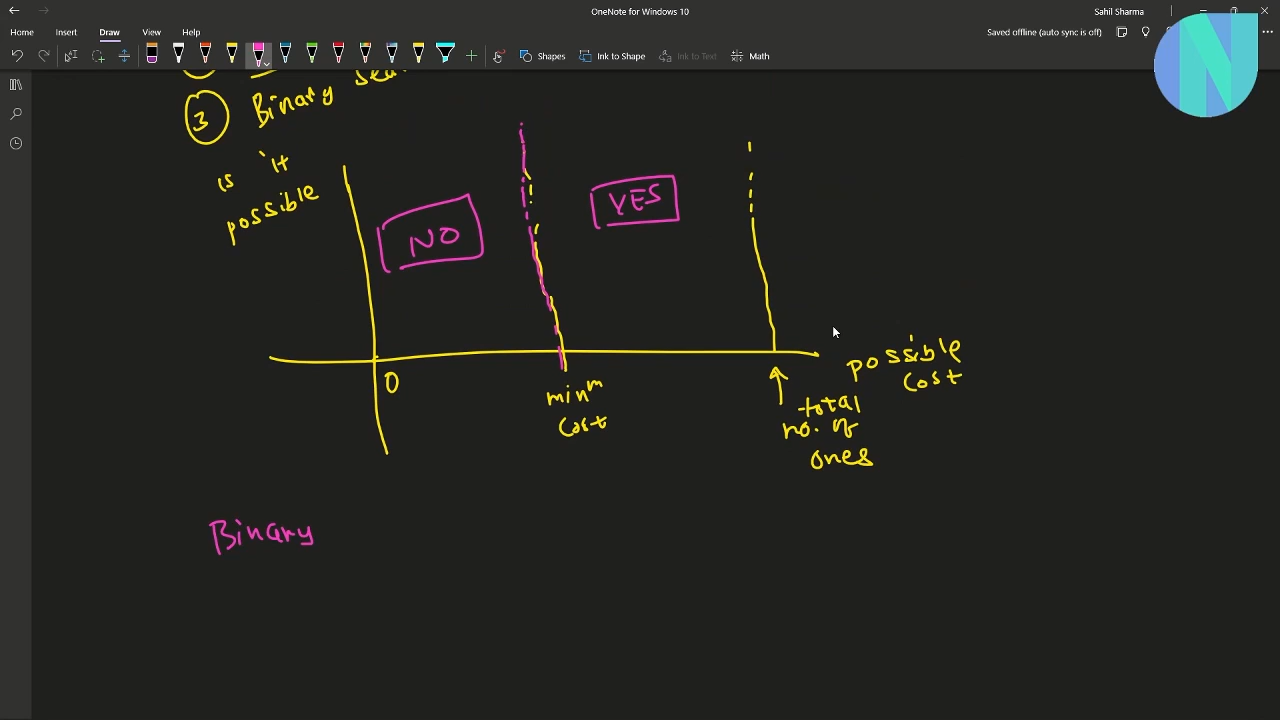 OneNote for Windows 10
Sahil Sharma
Home Insert Draw View Help
Saved offline (auto sync is off)
Shapes Ink to Shape Ink to Text Math
3 Binary
is it
possible
NO
YES
0
min^m
cost
total
no. of
ones
possible
cost
Binary